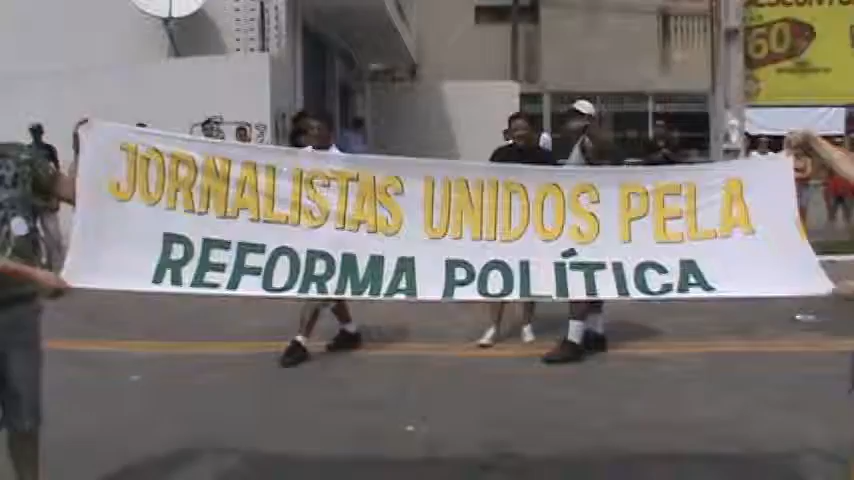 JORNALISTAS UNIDOS PELA
REFORMA POLÍTICA
60